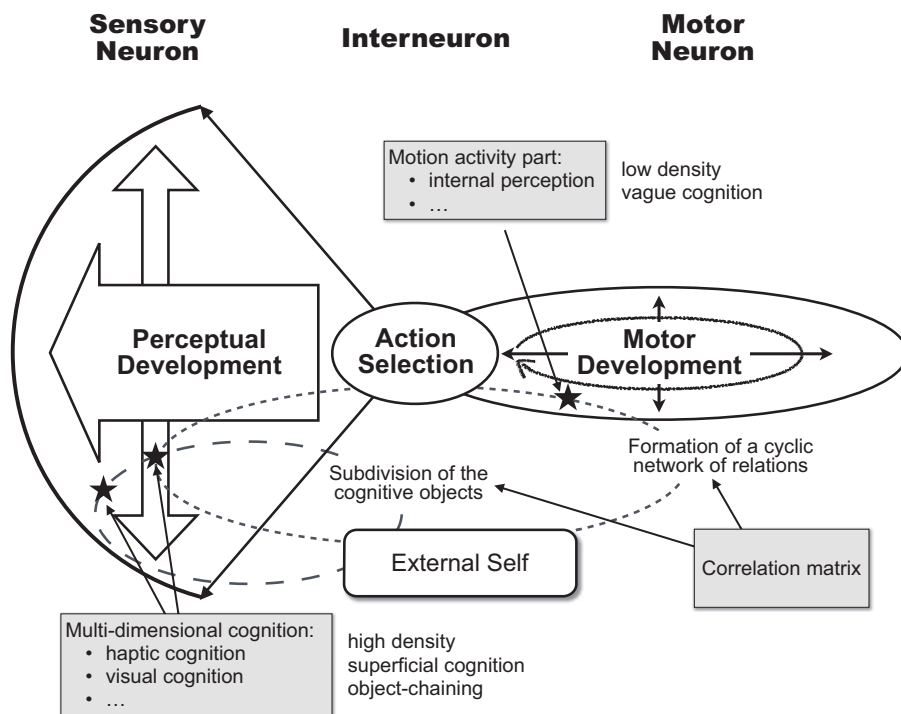 Sensory
Neuron
Interneuron
Motor
Neuron
Motion activity part:
• internal perception
• …
low density
vague cognition
Perceptual
Development
Action
Selection
Motor
Development
Formation of a cyclic
network of relations
Subdivision of the
cognitive objects
External Self
Correlation matrix
Multi-dimensional cognition:
• haptic cognition
• visual cognition
• …
high density
superficial cognition
object-chaining